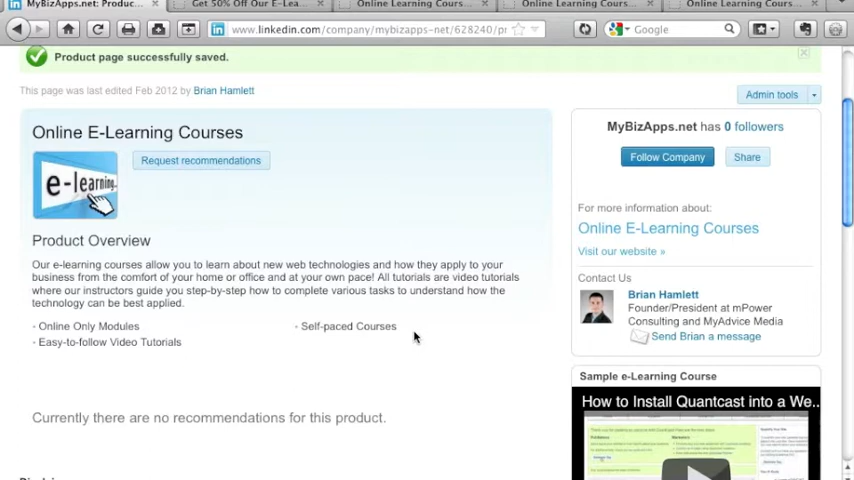 MyBizApps.net: Produc...
Get 50% Off Our E-Lea...
Online Learning Cours...
Online Learning Cours...
Online Learning Cours...
www.linkedin.com/company/mybizapps-net/628240/pr
Google
Product page successfully saved.
This page was last edited Feb 2012 by Brian Hamlett
Admin tools
Online E-Learning Courses
e-learning
Request recommendations
Product Overview
Our e-learning courses allow you to learn about new web technologies and how they apply to your
business from the comfort of your home or office and at your own pace! All tutorials are video tutorials
where our instructors guide you step-by-step how to complete various tasks to understand how the
technology can be best applied.
· Online Only Modules
· Self-paced Courses
· Easy-to-follow Video Tutorials
Currently there are no recommendations for this product.
MyBizApps.net has 0 followers
Follow Company
Share
For more information about:
Online E-Learning Courses
Visit our website »
Contact Us
Brian Hamlett
Founder/President at mPower
Consulting and MyAdvice Media
Send Brian a message
Sample e-Learning Course
How to Install Quantcast into a We...